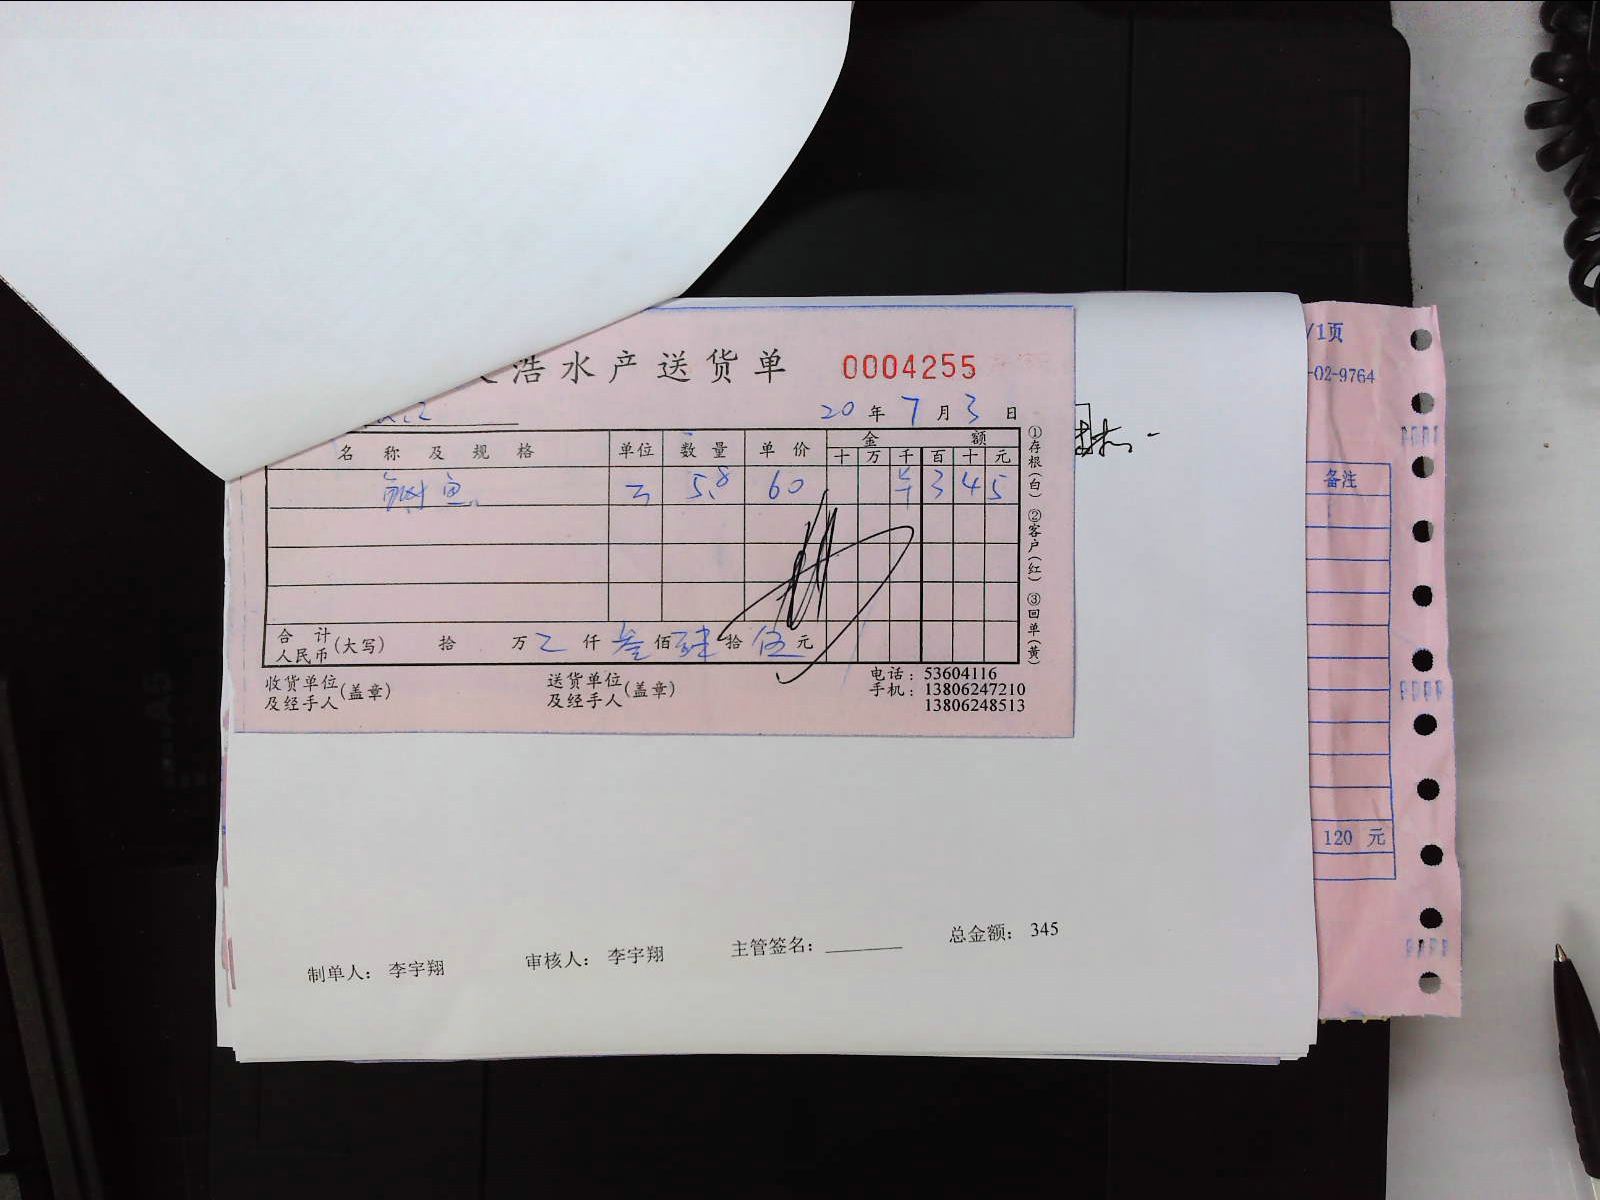 浩水产送货单 0004255
20年7月3日
名称及规格 单位 数量 单价 金额
十 万 千 百 十 元
鱼 5.8 60 ¥ 3 4 5
合计人民币(大写) 拾 万 仟叁佰肆拾伍元
收货单位及经手人(盖章) 送货单位及经手人(盖章) 电话：53604116
手机：13806247210
13806248513
①存根(白) ②客户(红) ③回单(黄)
/1页
-02-9764
备注
120 元
制单人： 李宇翔 审核人： 李宇翔 主管签名： 总金额： 345